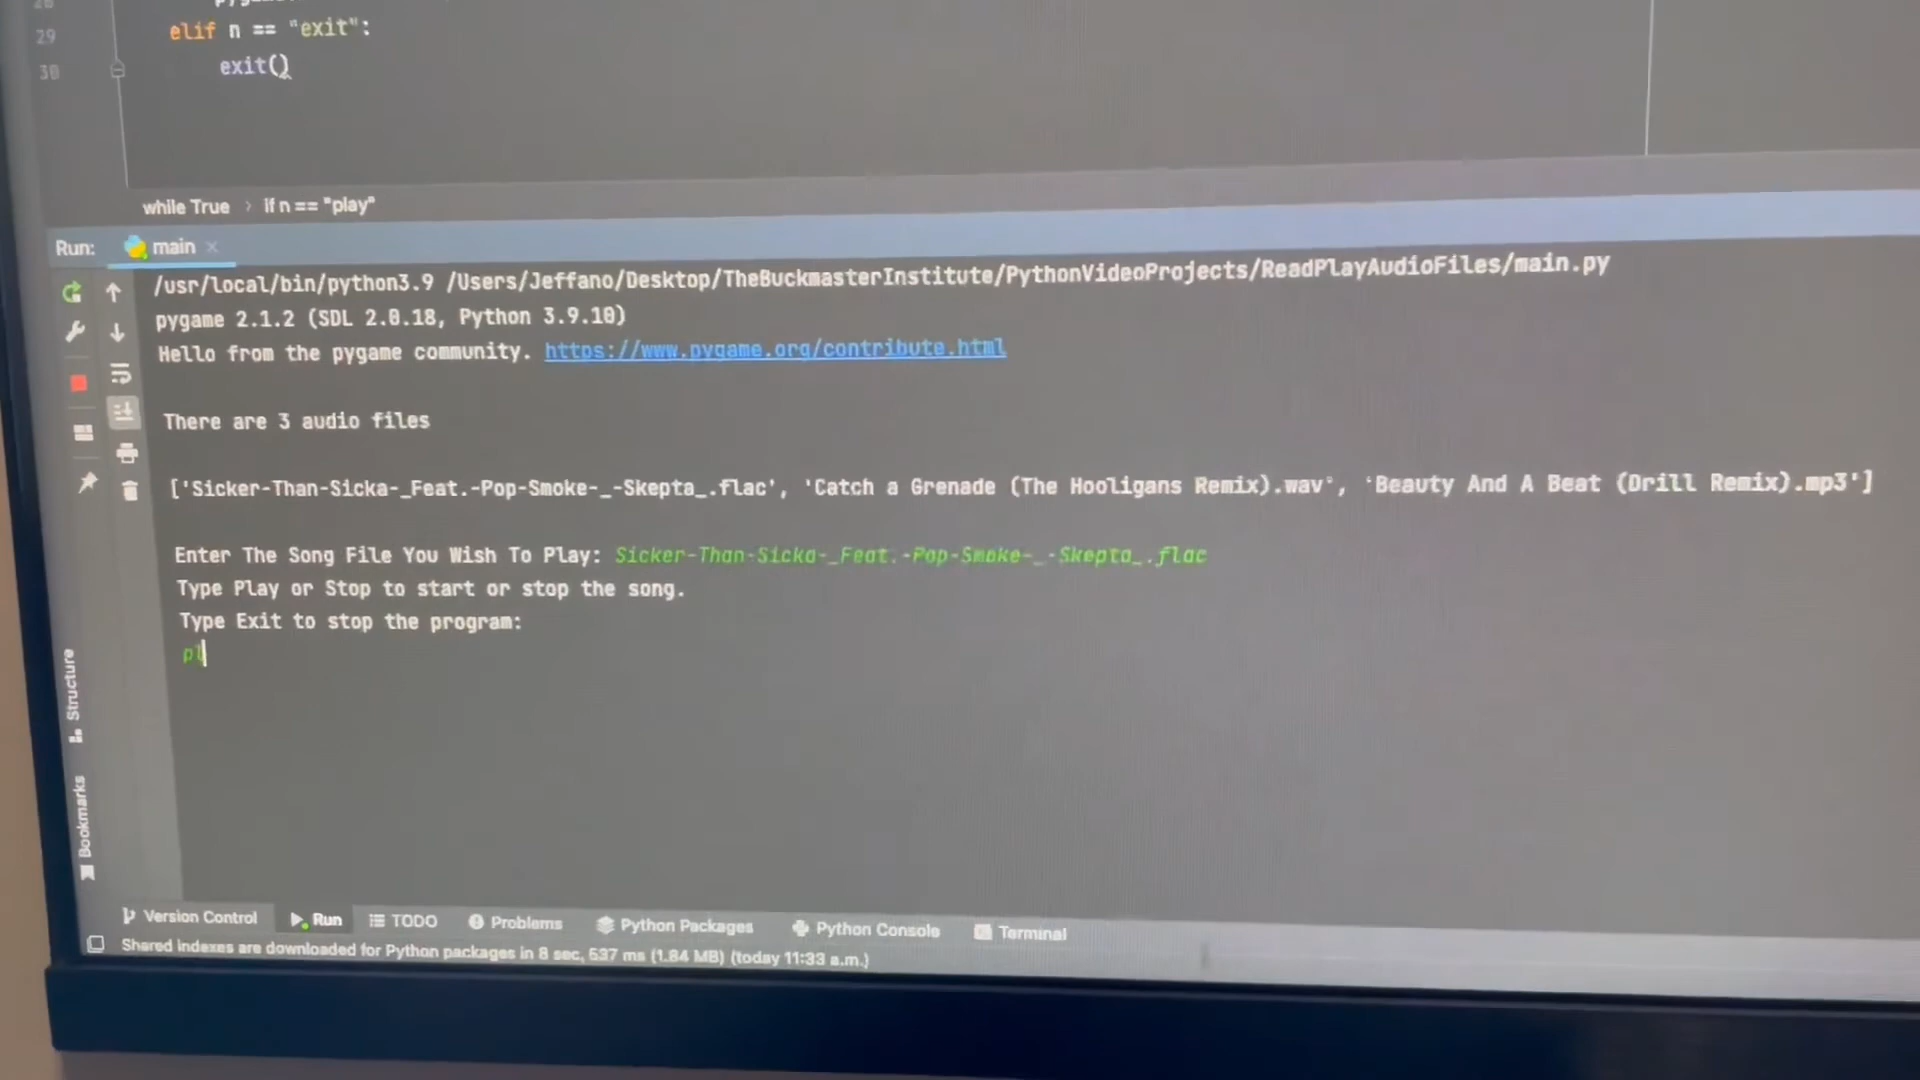 29 elif n == "exit":
30 exit()
while True › if n == "play"
Run: main ×
/usr/local/bin/python3.9 /Users/Jeffano/Desktop/TheBuckmasterInstitute/PythonVideoProjects/ReadPlayAudioFiles/main.py
pygame 2.1.2 (SDL 2.0.18, Python 3.9.10)
Hello from the pygame community. https://www.pygame.org/contribute.html
There are 3 audio files
['Sicker-Than-Sicka-_Feat.-Pop-Smoke-_-Skepta_.flac', 'Catch a Grenade (The Hooligans Remix).wav', 'Beauty And A Beat (Drill Remix).mp3']
Enter The Song File You Wish To Play: Sicker-Than-Sicka-_Feat.-Pop-Smoke-_-Skepta_.flac
Type Play or Stop to start or stop the song.
Type Exit to stop the program:
pl
Structure
Bookmarks
Version Control Run TODO Problems Python Packages Python Console Terminal
Shared indexes are downloaded for Python packages in 8 sec, 537 ms (1.84 MB) (today 11:33 a.m.)